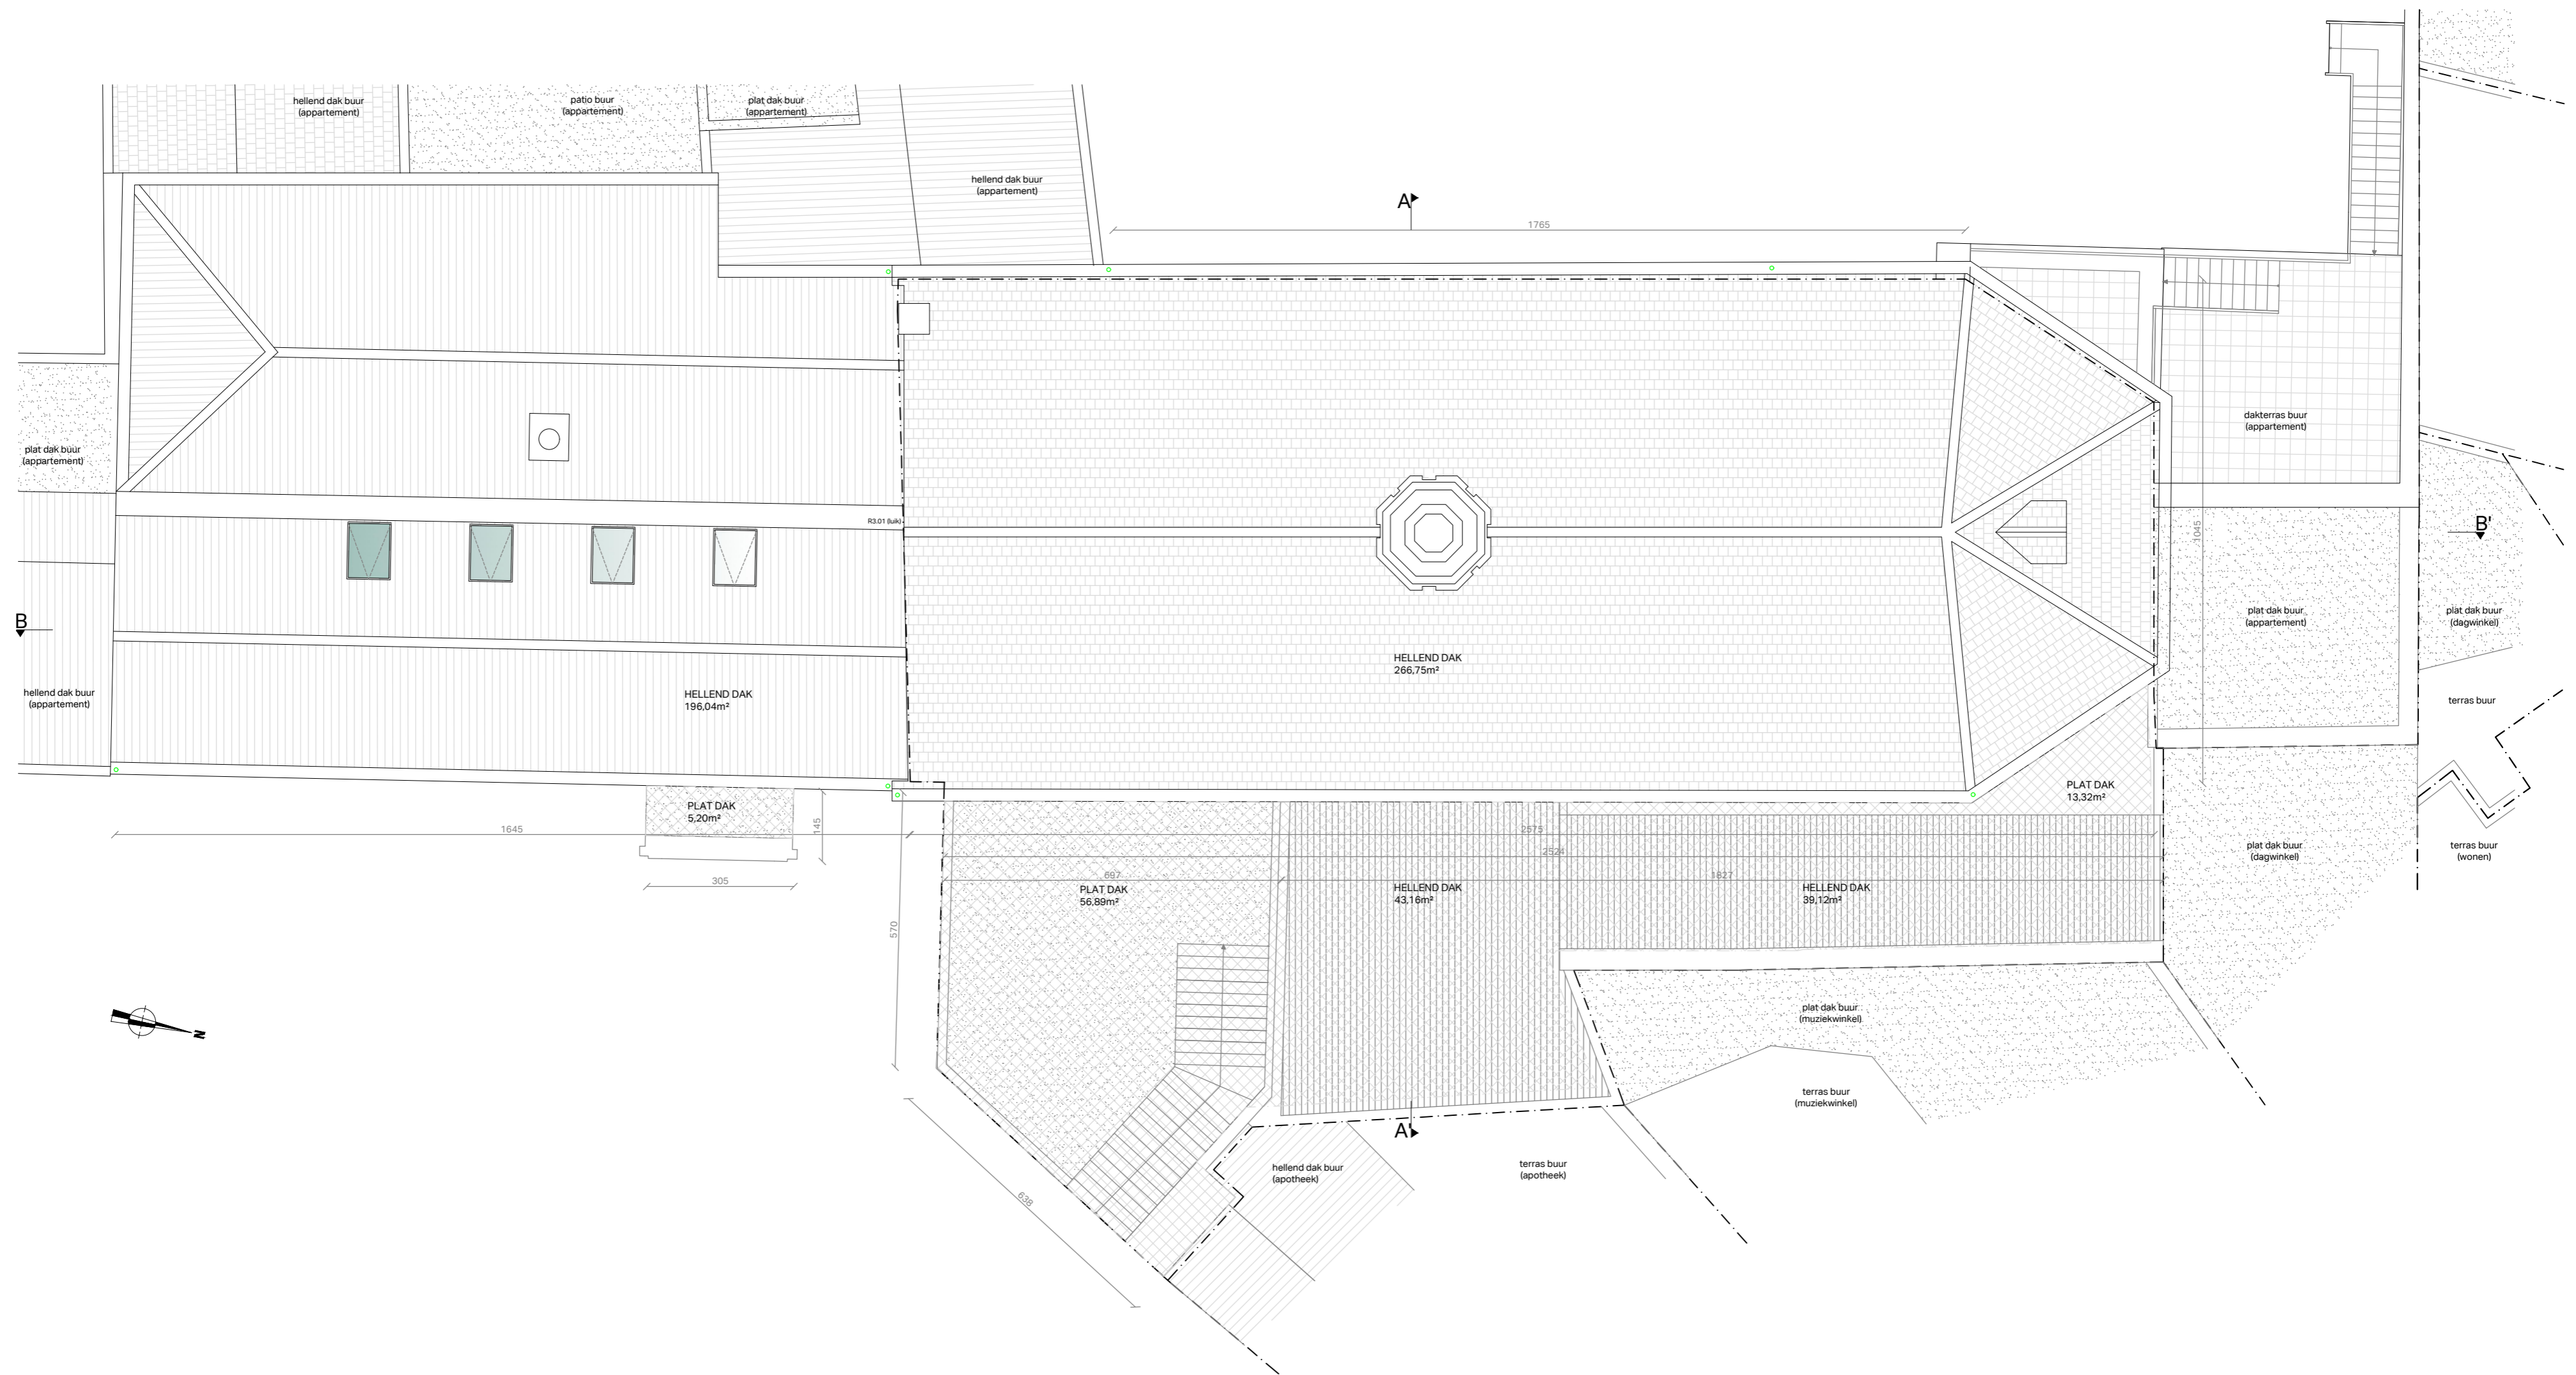 hellend dak buur
(appartement)
patio buur
(appartement)
plat dak buur
(appartement)
hellend dak buur
(appartement)
A
1765
dakterras buur
(appartement)
plat dak buur
(appartement)
R3.01 (luik)
1045
B'
B
plat dak buur
(appartement)
plat dak buur
(dagwinkel)
HELLEND DAK
266,75m²
hellend dak buur
(appartement)
HELLEND DAK
196,04m²
terras buur
PLAT DAK
5,20m²
PLAT DAK
13,32m²
1645
145
2575
2524
305
697
1827
PLAT DAK
56,89m²
HELLEND DAK
43,16m²
HELLEND DAK
39,12m²
plat dak buur
(dagwinkel)
terras buur
(wonen)
570
N
plat dak buur
(muziekwinkel)
terras buur
(muziekwinkel)
A'
638
hellend dak buur
(apotheek)
terras buur
(apotheek)